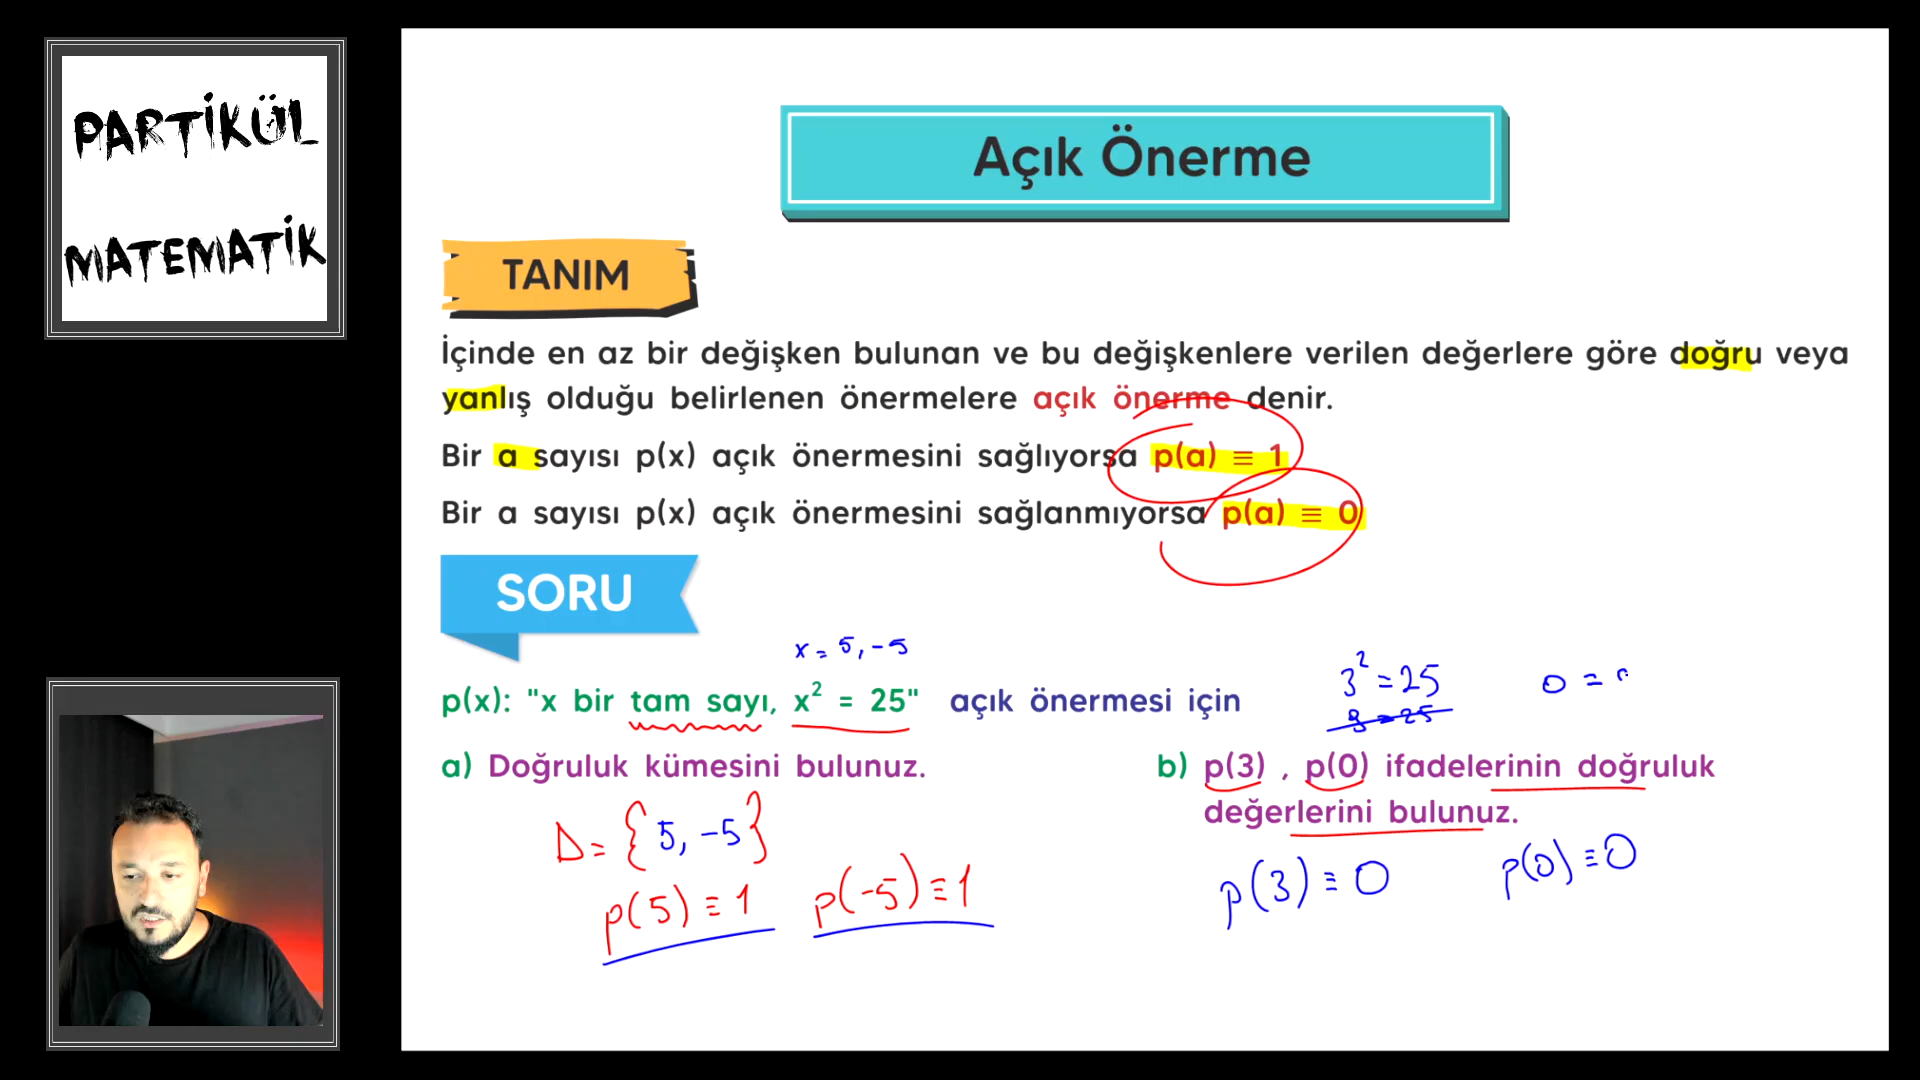 PARTİKÜL
MATEMATİK
Açık Önerme
TANIM
İçinde en az bir değişken bulunan ve bu değişkenlere verilen değerlere göre doğru veya
yanlış olduğu belirlenen önermelere açık önerme denir.
Bir a sayısı p(x) açık önermesini sağlıyorsa p(a) ≡ 1
Bir a sayısı p(x) açık önermesini sağlanmıyorsa p(a) ≡ 0
SORU
x = 5, -5
p(x): "x bir tam sayı, x² = 25" açık önermesi için
3² = 25
9 = 25
0 =
a) Doğruluk kümesini bulunuz.
D = {5, -5}
p(5) ≡ 1 p(-5) ≡ 1
b) p(3) , p(0) ifadelerinin doğruluk
değerlerini bulunuz.
p(3) ≡ 0 p(0) ≡ 0